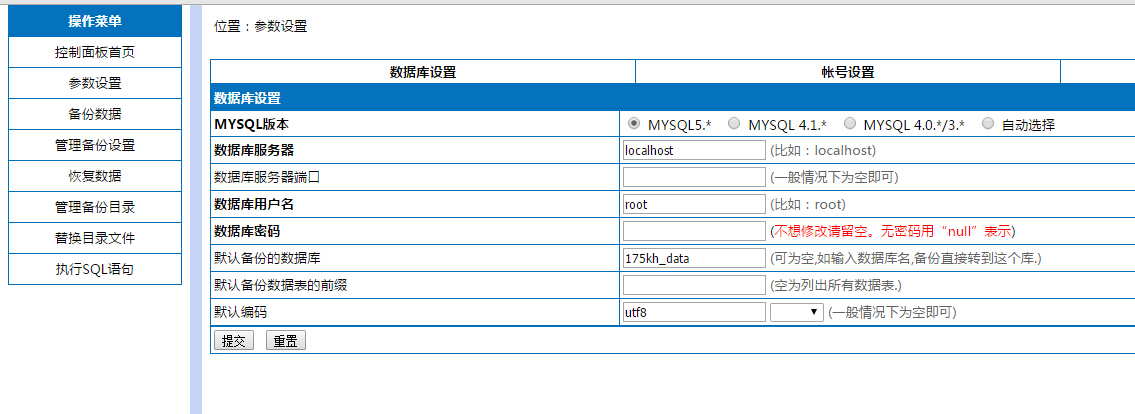 操作菜单
控制面板首页
参数设置
备份数据
管理备份设置
恢复数据
管理备份目录
替换目录文件
执行SQL语句
位置：参数设置
数据库设置 帐号设置
数据库设置
MYSQL版本 MYSQL5.* MYSQL 4.1.* MYSQL 4.0.*/3.* 自动选择
数据库服务器 localhost (比如：localhost)
数据库服务器端口 (一般情况下为空即可)
数据库用户名 root (比如：root)
数据库密码 (不想修改请留空。无密码用“null”表示)
默认备份的数据库 175kh_data (可为空,如输入数据库名,备份直接转到这个库.)
默认备份数据表的前缀 (空为列出所有数据表.)
默认编码 utf8 (一般情况下为空即可)
提交 重置